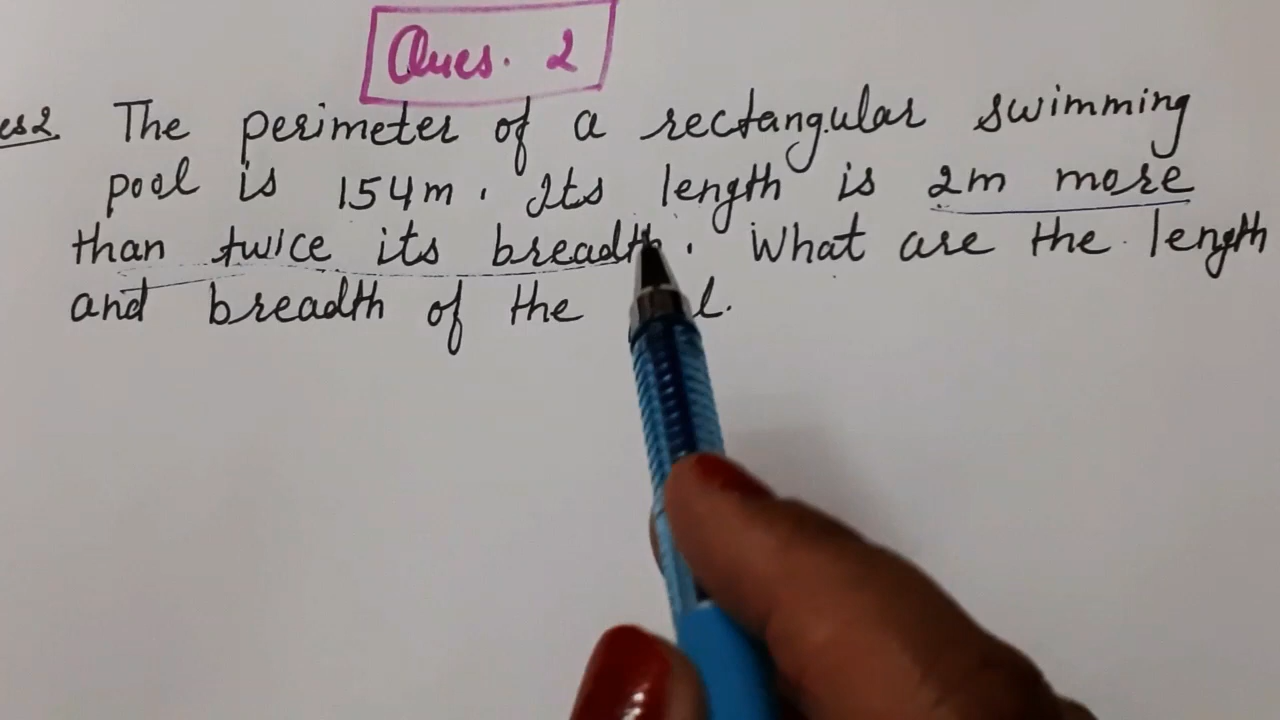 Ques. 2
es2. The perimeter of a rectangular swimming
pool is 154m. Its length is 2m more
than twice its breadth. What are the length
and breadth of the l.